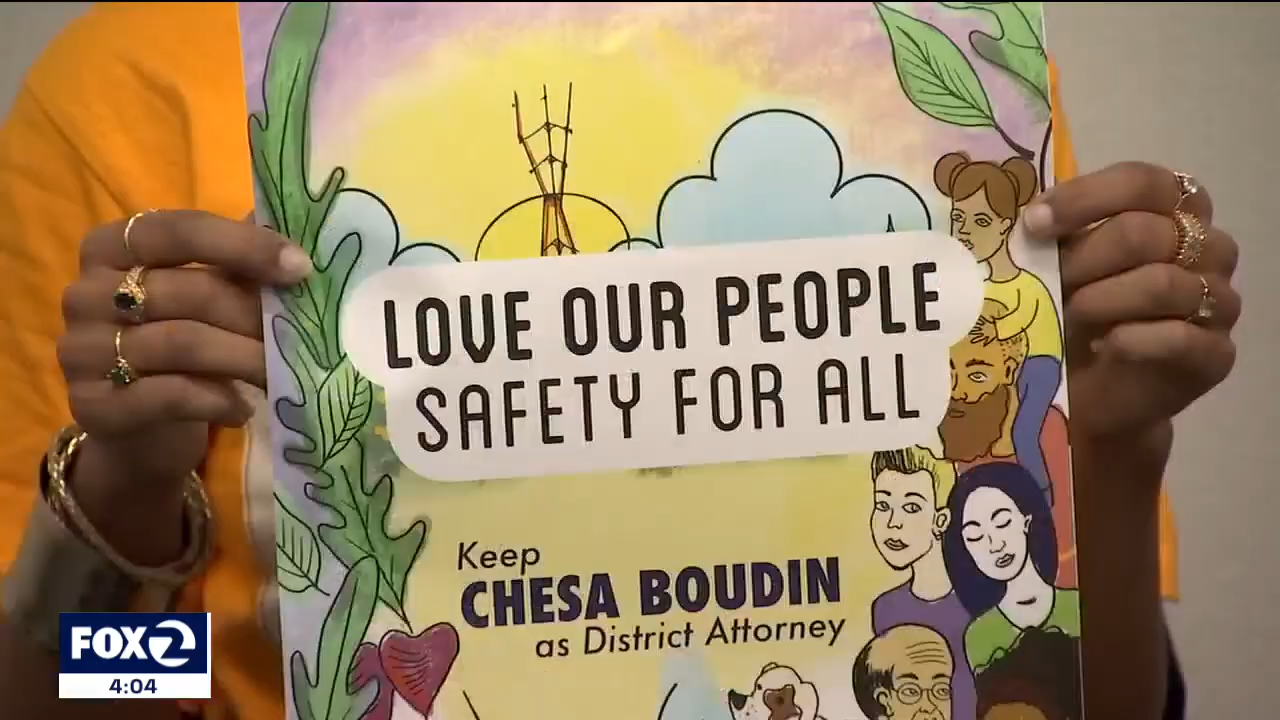 LOVE OUR PEOPLE
SAFETY FOR ALL
Keep
CHESA BOUDIN
as District Attorney
FOX 2
4:04